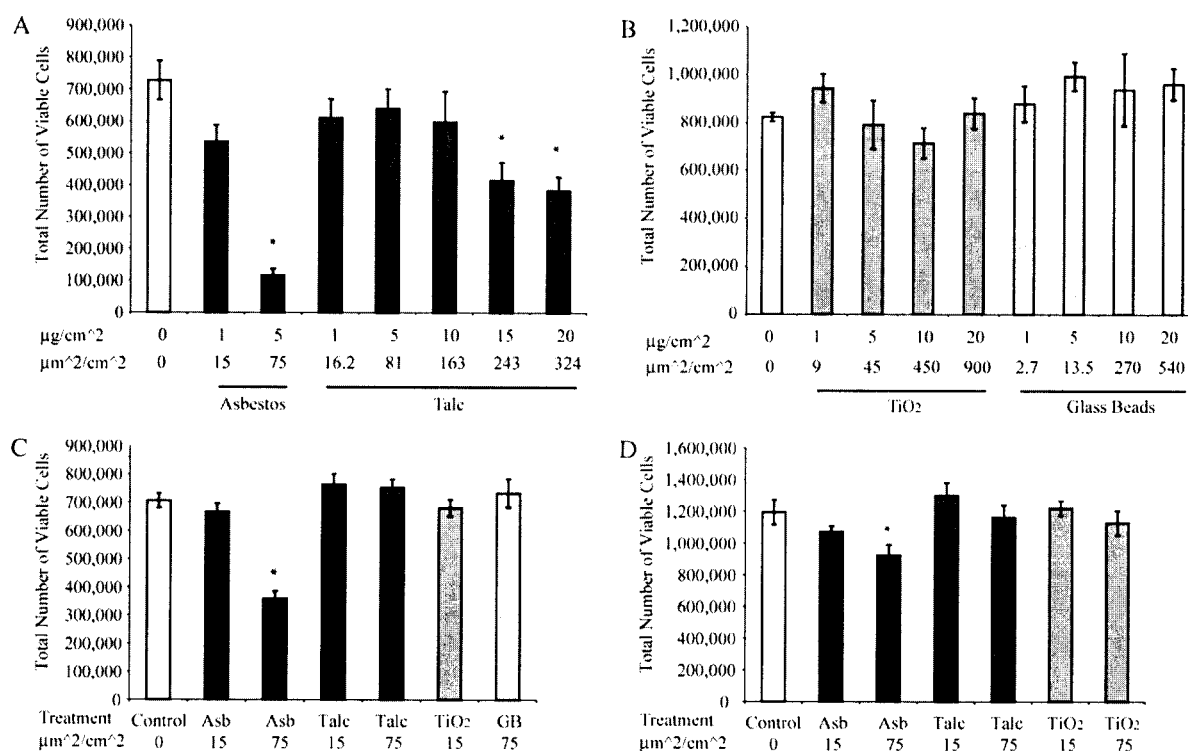 A
Total Number of Viable Cells
900,000
800,000
700,000
600,000
500,000
400,000
300,000
200,000
100,000
0
*
*
*
µg/cm^2 0 1 5 1 5 10 15 20
µm^2/cm^2 0 15 75 16.2 81 163 243 324
Asbestos Talc
B
Total Number of Viable Cells
1,200,000
1,000,000
800,000
600,000
400,000
200,000
0
µg/cm^2 0 1 5 10 20 1 5 10 20
µm^2/cm^2 0 9 45 450 900 2.7 13.5 270 540
TiO2 Glass Beads
C
Total Number of Viable Cells
900,000
800,000
700,000
600,000
500,000
400,000
300,000
200,000
100,000
0
*
Treatment Control Asb Asb Talc Talc TiO2 GB
µm^2/cm^2 0 15 75 15 75 15 75
D
Total Number of Viable Cells
1,600,000
1,400,000
1,200,000
1,000,000
800,000
600,000
400,000
200,000
0
*
Treatment Control Asb Asb Talc Talc TiO2 TiO2
µm^2/cm^2 0 15 75 15 75 15 75